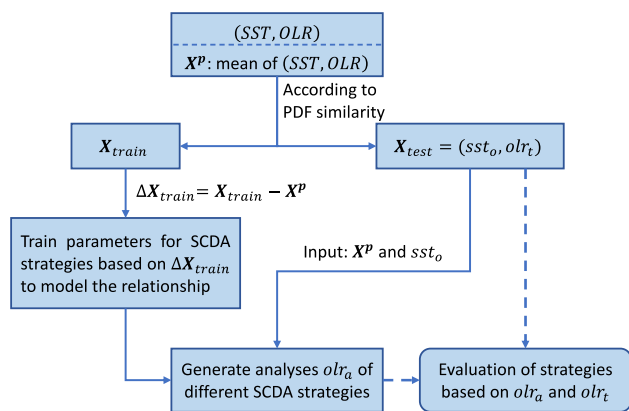 (SST, OLR)
X^p: mean of (SST, OLR)
According to
PDF similarity
X_train
X_test = (sst_o, olr_t)
ΔX_train = X_train − X^p
Train parameters for SCDA
strategies based on ΔX_train
to model the relationship
Input: X^p and sst_o
Generate analyses olr_a of
different SCDA strategies
Evaluation of strategies
based on olr_a and olr_t